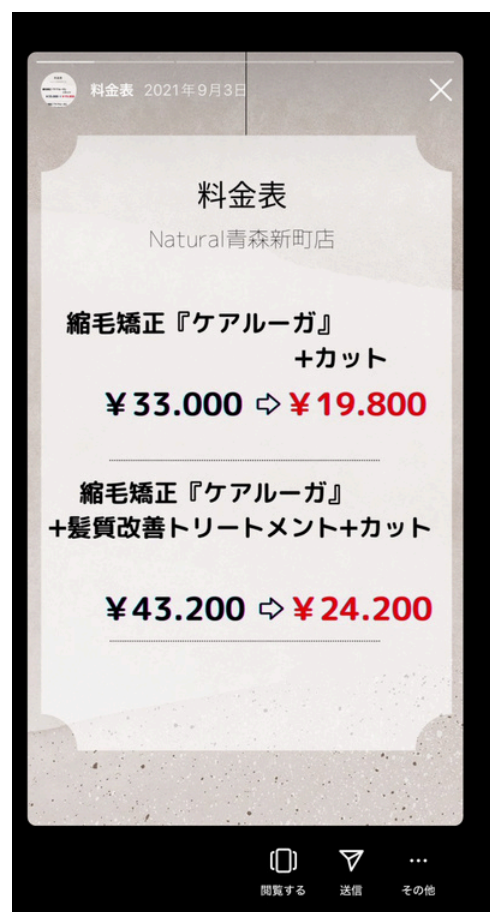 料金表 2021年9月3日
料金表
Natural青森新町店
縮毛矯正『ケアルーガ』
+カット
¥33.000 ⇨ ¥19.800
縮毛矯正『ケアルーガ』
+髪質改善トリートメント+カット
¥43.200 ⇨ ¥24.200
閲覧する 送信 その他